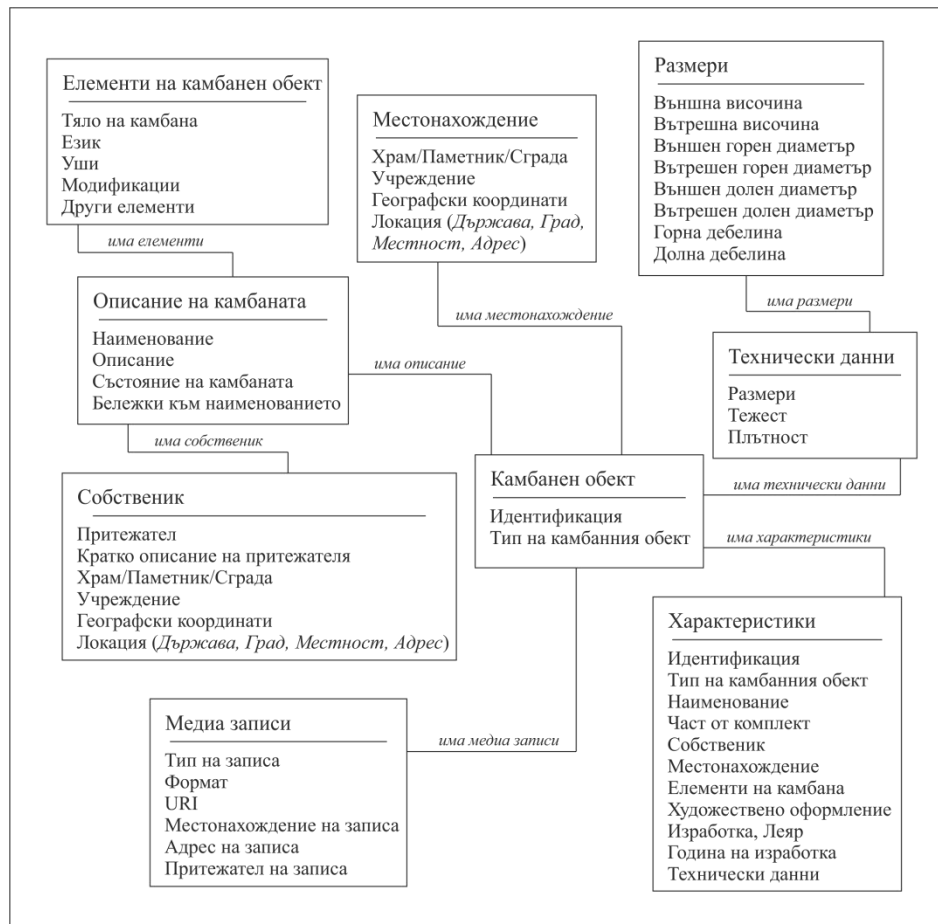 Елементи на камбанен обект
Тяло на камбана
Език
Уши
Модификации
Други елементи
има елементи
Местонахождение
Храм/Паметник/Сграда
Учреждение
Географски координати
Локация (Държава, Град,
Местност, Адрес)
има местонахождение
Размери
Външна височина
Вътрешна височина
Външен горен диаметър
Вътрешен горен диаметър
Външен долен диаметър
Вътрешен долен диаметър
Горна дебелина
Долна дебелина
има размери
Описание на камбаната
Наименование
Описание
Състояние на камбаната
Бележки към наименованието
има описание
има собственик
Технически данни
Размери
Тежест
Плътност
има технически данни
Собственик
Притежател
Кратко описание на притежателя
Храм/Паметник/Сграда
Учреждение
Географски координати
Локация (Държава, Град, Местност, Адрес)
Камбанен обект
Идентификация
Тип на камбанния обект
има характеристики
Характеристики
Идентификация
Тип на камбанния обект
Наименование
Част от комплект
Собственик
Местонахождение
Елементи на камбана
Художествено оформление
Изработка, Леяр
Година на изработка
Технически данни
Медиа записи
Тип на записа
Формат
URI
Местонахождение на записа
Адрес на записа
Притежател на записа
има медиа записи